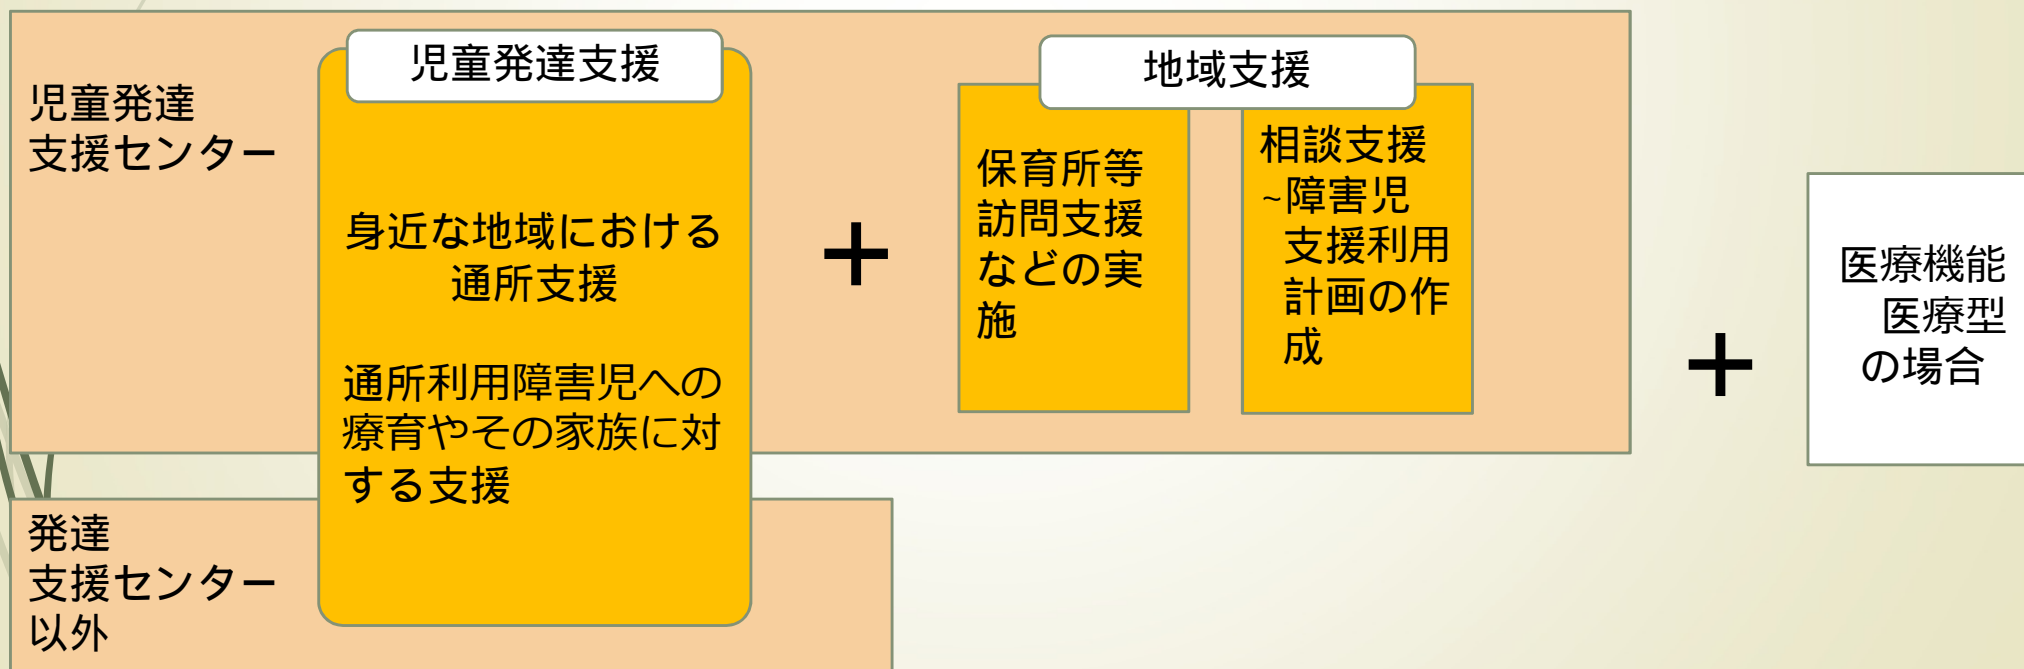 児童発達
支援センター
児童発達支援
身近な地域における
通所支援
通所利用障害児への
療育やその家族に対
する支援
+
地域支援
保育所等
訪問支援
などの実
施
相談支援
~障害児
支援利用
計画の作
成
+
医療機能
医療型
の場合
発達
支援センター
以外